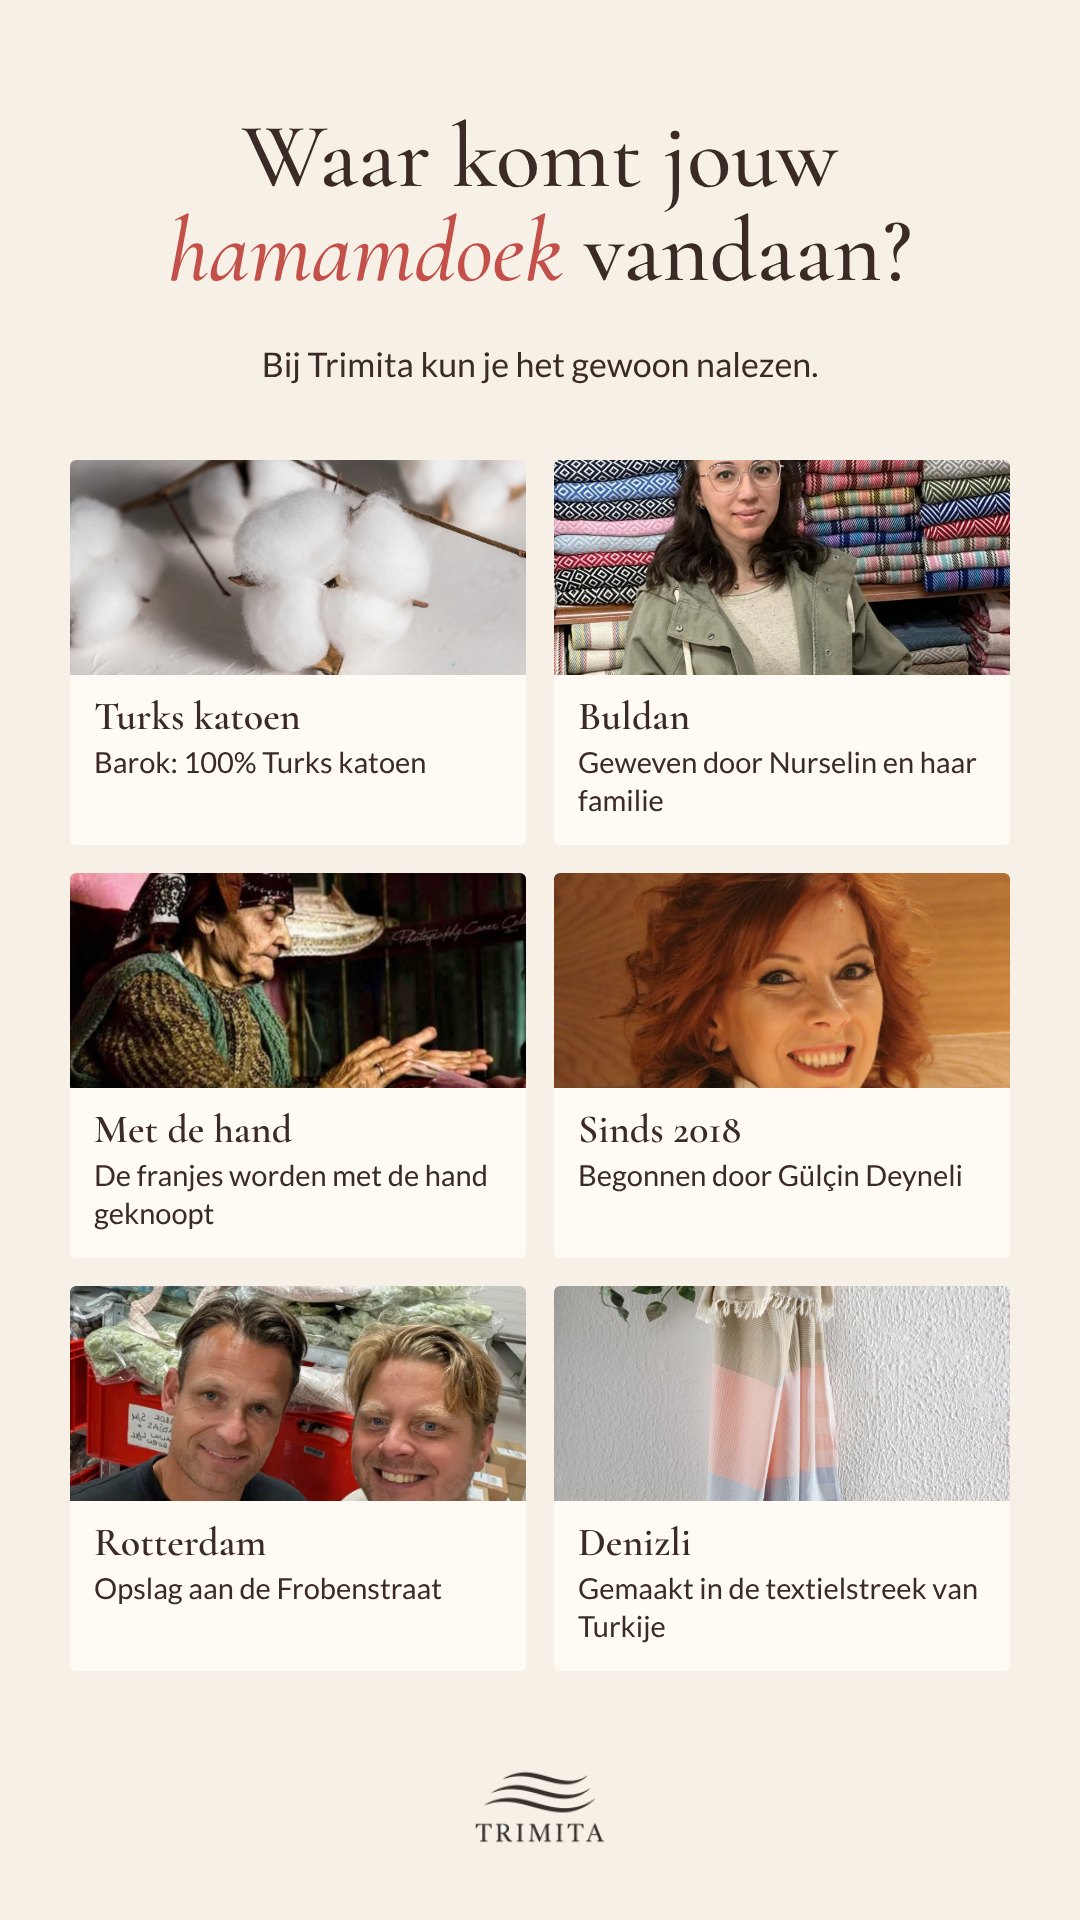 Waar komt jouw
hamamdoek vandaan?
Bij Trimita kun je het gewoon nalezen.
Turks katoen
Barok: 100% Turks katoen
Buldan
Geweven door Nurselin en haar
familie
Photography Caner
Met de hand
De franjes worden met de hand
geknoopt
Sinds 2018
Begonnen door Gülçin Deyneli
Rotterdam
Opslag aan de Frobenstraat
Denizli
Gemaakt in de textielstreek van
Turkije
TRIMITA